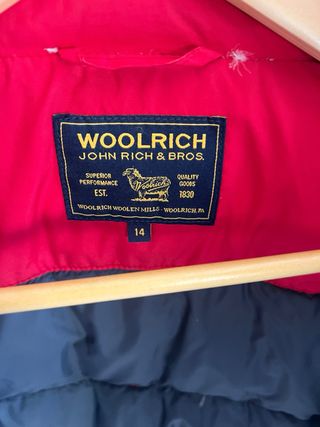 WOOLRICH
JOHN RICH & BROS.
SUPERIOR PERFORMANCE
QUALITY GOODS
EST. 1830
Woolrich
WOOLRICH WOOLEN MILLS · WOOLRICH, PA
14